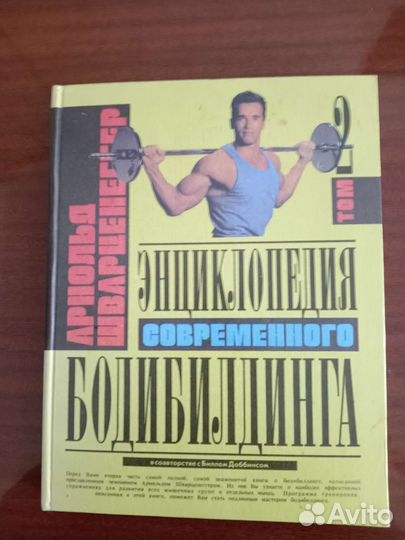 АРНОЛЬД
ШВАРЦЕНЕГГЕР
ТОМ 2
ЭНЦИКЛОПЕДИЯ
СОВРЕМЕННОГО
БОДИБИЛДИНГА
в соавторстве с Биллом Доббинсом
Перед Вами вторая часть самой полной, самой знаменитой книги о бодибилдинге, написанной
прославленным чемпионом Арнольдом Шварценеггером. Из нее Вы узнаете о наиболее эффективных
упражнениях для развития всех мышечных групп и отдельных мышц. Программа тренировок,
описанная в этой книге, поможет Вам стать подлинным мастером бодибилдинга.
Avito